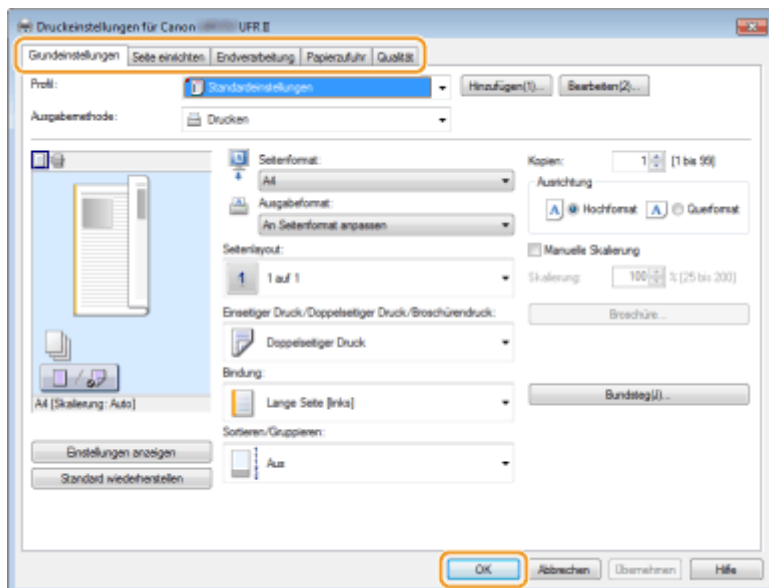 Druckeinstellungen für Canon UFR II
Grundeinstellungen Seite einrichten Endverarbeitung Papierzufuhr Qualität
Profil: Standardeinstellungen Hinzufügen(1)... Bearbeiten(2)...
Ausgabemethode: Drucken
Seitenformat: Kopien: 1 [1 bis 99]
A4 Ausrichtung
Ausgabeformat: A Hochformat A Querformat
An Seitenformat anpassen
Seitenlayout: Manuelle Skalierung
1 1 auf 1 Skalierung: 100 % [25 bis 200]
Einseitiger Druck/Doppelseitiger Druck/Broschürendruck: Broschüre...
Doppelseitiger Druck
Bindung:
A4 [Skalierung: Auto] Lange Seite [links] Bundsteg(J)...
Sortieren/Gruppieren:
Einstellungen anzeigen Aus
Standard wiederherstellen
OK Abbrechen Übernehmen Hilfe